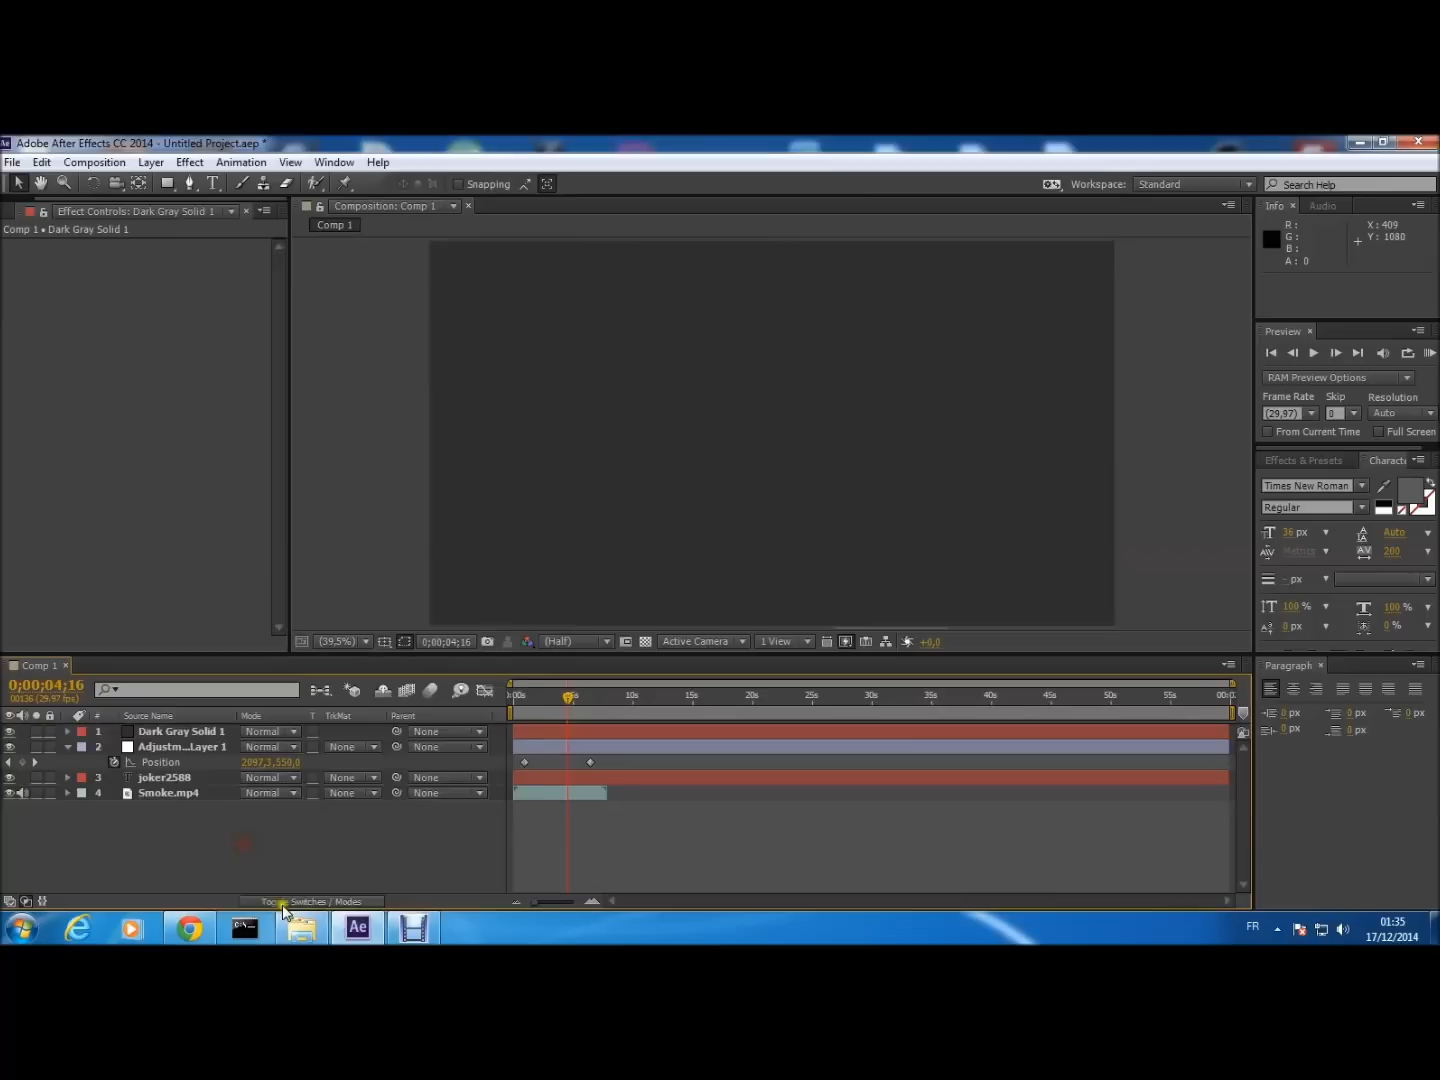 Adobe After Effects CC 2014 - Untitled Project.aep *
File Edit Composition Layer Effect Animation View Window Help
Snapping
Workspace: Standard
Search Help
Effect Controls: Dark Gray Solid 1
Comp 1 • Dark Gray Solid 1
Composition: Comp 1
Comp 1
Info Audio
R :
G :
B :
A : 0
X : 409
Y : 1080
Preview
RAM Preview Options
Frame Rate Skip Resolution
(29,97) 0 Auto
From Current Time Full Screen
Effects & Presets Characte
Times New Roman
Regular
36 px Auto
Metrics 200
- px
100 % 100 %
0 px 0 %
(39,5%) 0;00;04;16 (Half) Active Camera 1 View +0,0
Comp 1
0;00;04;16
00136 (29.97 fps)
:00s 5s 10s 15s 20s 25s 30s 35s 40s 45s 50s 55s 00:
# Source Name Mode T TrkMat Parent
1 Dark Gray Solid 1 Normal None
2 Adjustm...Layer 1 Normal None None
Position 2097,3,550,0
3 T joker2588 Normal None None
4 Smoke.mp4 Normal None None
Toggle Switches / Modes
Paragraph
0 px 0 px 0 px
0 px 0 px
FR
01:35
17/12/2014
Ae